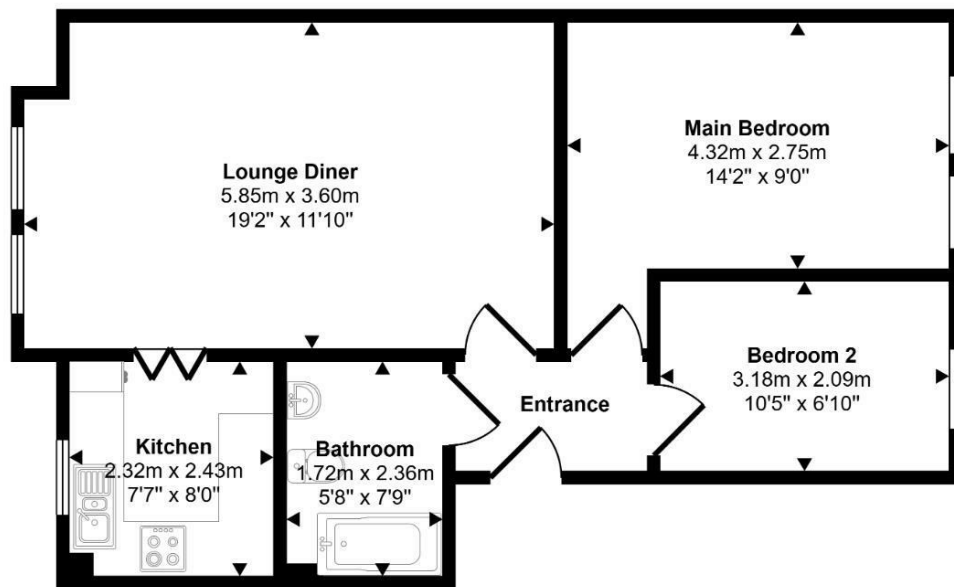 Lounge Diner
5.85m x 3.60m
19'2" x 11'10"
Main Bedroom
4.32m x 2.75m
14'2" x 9'0"
Bedroom 2
3.18m x 2.09m
10'5" x 6'10"
Entrance
Kitchen
2.32m x 2.43m
7'7" x 8'0"
Bathroom
1.72m x 2.36m
5'8" x 7'9"